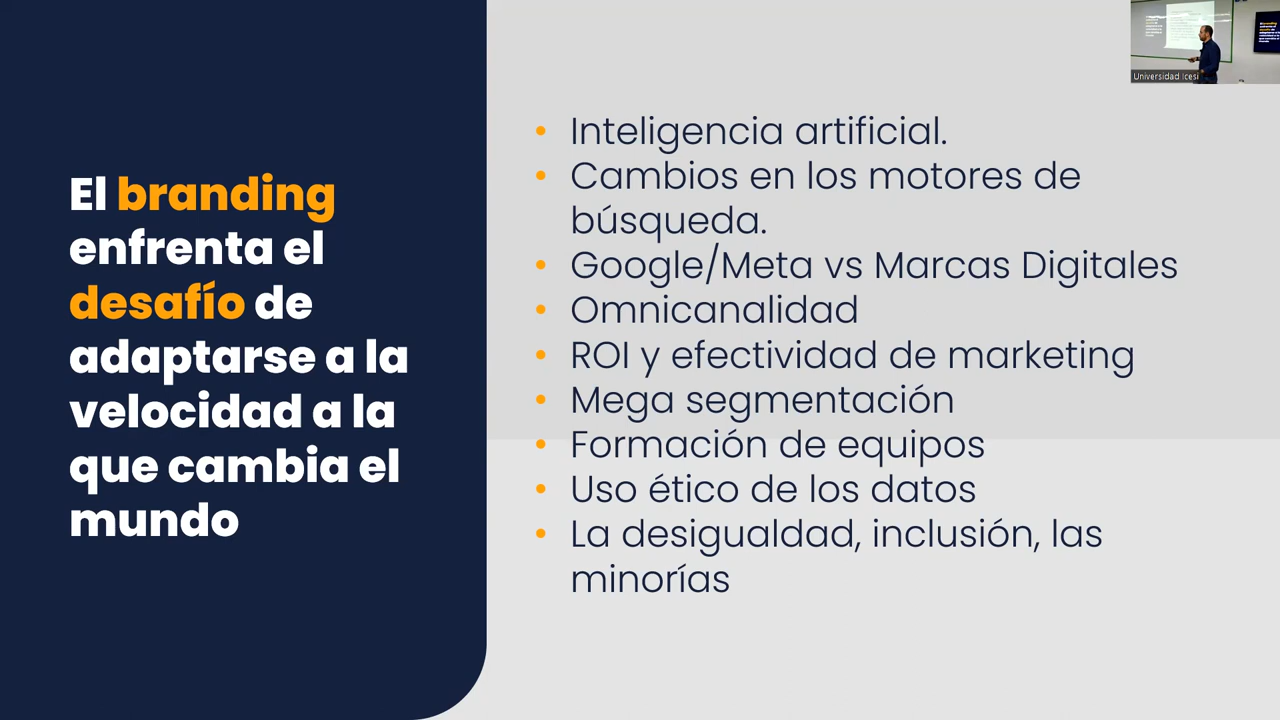 El branding
enfrenta el
desafío de
adaptarse a la
velocidad a la
que cambia el
mundo
• Inteligencia artificial.
• Cambios en los motores de
búsqueda.
• Google/Meta vs Marcas Digitales
• Omnicanalidad
• ROI y efectividad de marketing
• Mega segmentación
• Formación de equipos
• Uso ético de los datos
• La desigualdad, inclusión, las
minorías
Universidad Icesi